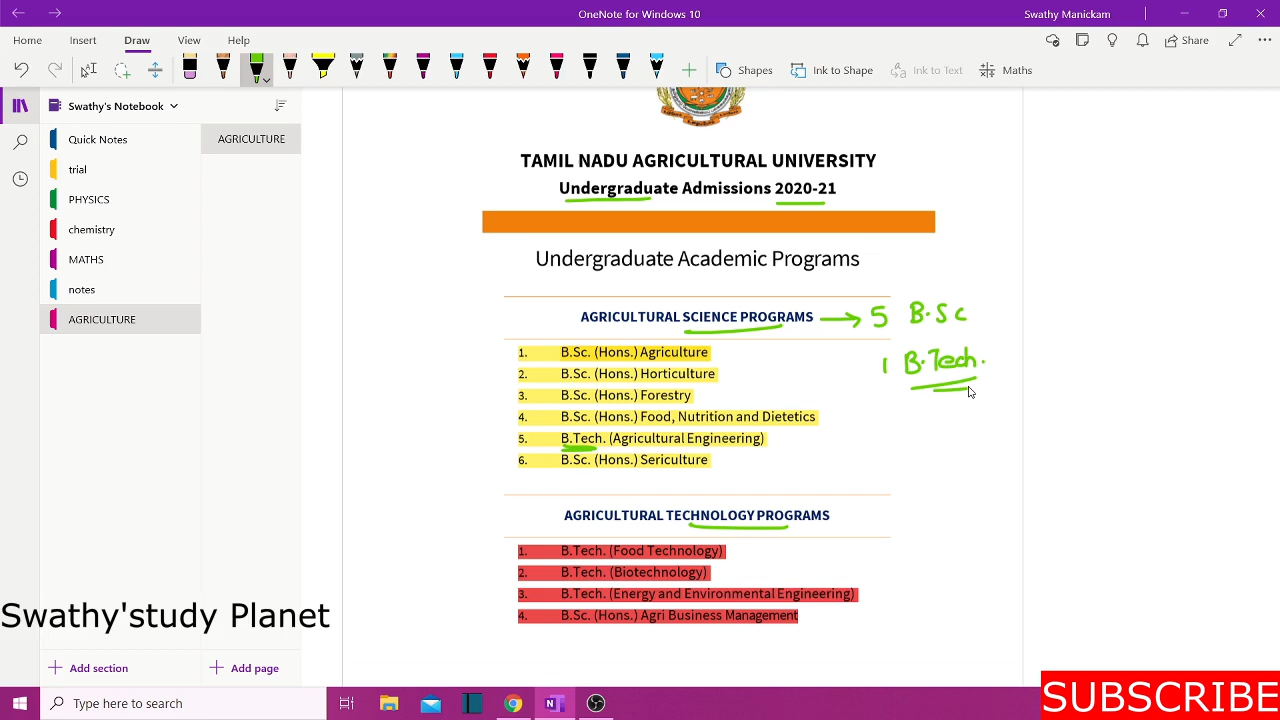 OneNote for Windows 10
Swathy Manickam
Home Insert Draw View Help
Share
Shapes Ink to Shape Ink to Text Maths
Swathy's Notebook
Quick Notes
trial
PHYSICS
chemistry
MATHS
notes
AGRICULTURE
AGRICULTURE
TAMIL NADU AGRICULTURAL UNIVERSITY
Undergraduate Admissions 2020-21
Undergraduate Academic Programs
AGRICULTURAL SCIENCE PROGRAMS → 5 B.Sc
1 B.Tech.
1. B.Sc. (Hons.) Agriculture
2. B.Sc. (Hons.) Horticulture
3. B.Sc. (Hons.) Forestry
4. B.Sc. (Hons.) Food, Nutrition and Dietetics
5. B.Tech. (Agricultural Engineering)
6. B.Sc. (Hons.) Sericulture
AGRICULTURAL TECHNOLOGY PROGRAMS
1. B.Tech. (Food Technology)
2. B.Tech. (Biotechnology)
3. B.Tech. (Energy and Environmental Engineering)
4. B.Sc. (Hons.) Agri Business Management
Swathy'study Planet
+ Add section + Add page
Type here to search
SUBSCRIBE